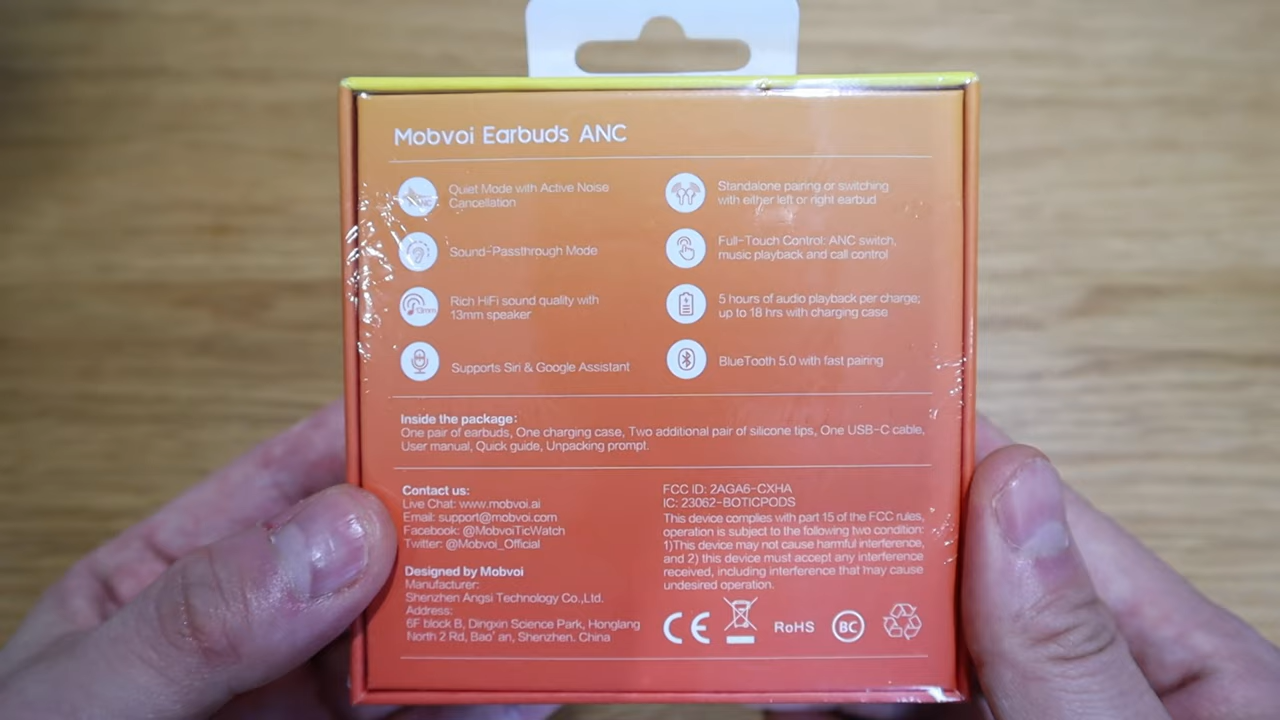 Mobvoi Earbuds ANC
Quiet Mode with Active Noise
Cancellation
Sound-Passthrough Mode
13mm
Rich HiFi sound quality with
13mm speaker
Supports Siri & Google Assistant
Standalone pairing or switching
with either left or right earbud
Full-Touch Control: ANC switch,
music playback and call control
5 hours of audio playback per charge;
up to 18 hrs with charging case
BlueTooth 5.0 with fast pairing
Inside the package:
One pair of earbuds, One charging case, Two additional pair of silicone tips, One USB-C cable,
User manual, Quick guide, Unpacking prompt.
Contact us:
Live Chat: www.mobvoi.ai
Email: support@mobvoi.com
Facebook: @MobvoiTicWatch
Twitter: @Mobvoi_Official
Designed by Mobvoi
Manufacturer:
Shenzhen Angsi Technology Co.,Ltd.
Address:
6F block B, Dingxin Science Park, Honglang
North 2 Rd, Bao' an, Shenzhen. China
FCC ID: 2AGA6-CXHA
IC: 23062-BOTICPODS
This device complies with part 15 of the FCC rules,
operation is subject to the following two condition:
1)This device may not cause harmful interference,
and 2) this device must accept any interference
received, including interference that may cause
undesired operation.
CE
RoHS
BC